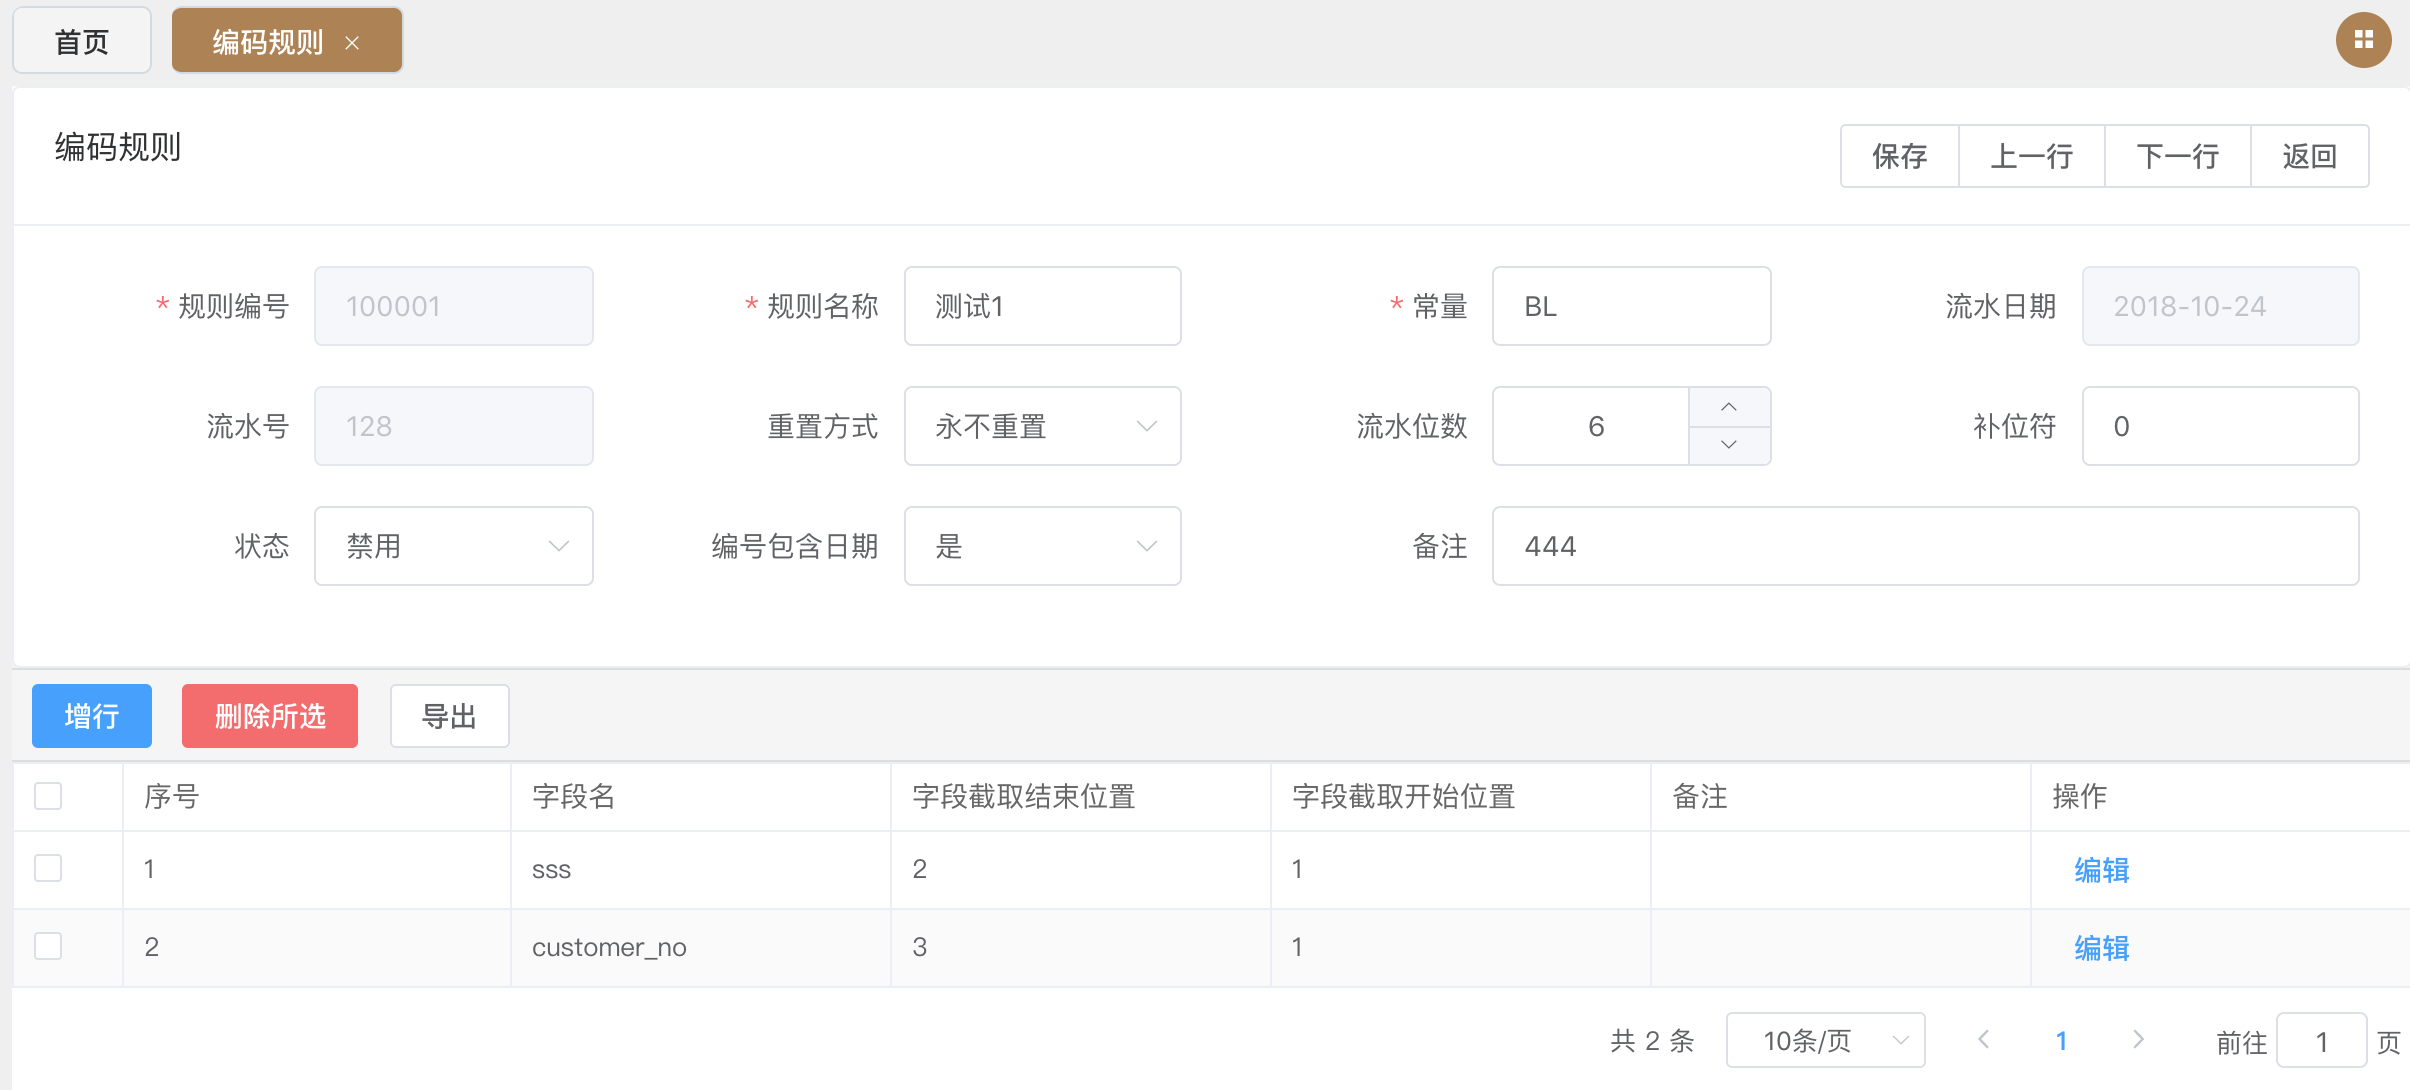 首页 编码规则
编码规则 保存 上一行 下一行 返回
* 规则编号 100001 * 规则名称 测试1 * 常量 BL 流水日期 2018-10-24
流水号 128 重置方式 永不重置 流水位数 6 补位符 0
状态 禁用 编号包含日期 是 备注 444
增行 删除所选 导出
序号 字段名 字段截取结束位置 字段截取开始位置 备注 操作
1 sss 2 1 编辑
2 customer_no 3 1 编辑
共 2 条 10条/页 1 前往 1 页